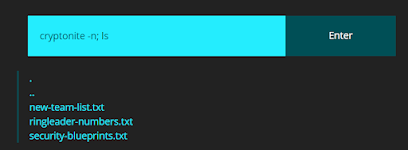 cryptonite -n; ls
Enter
.
..
new-team-list.txt
ringleader-numbers.txt
security-blueprints.txt